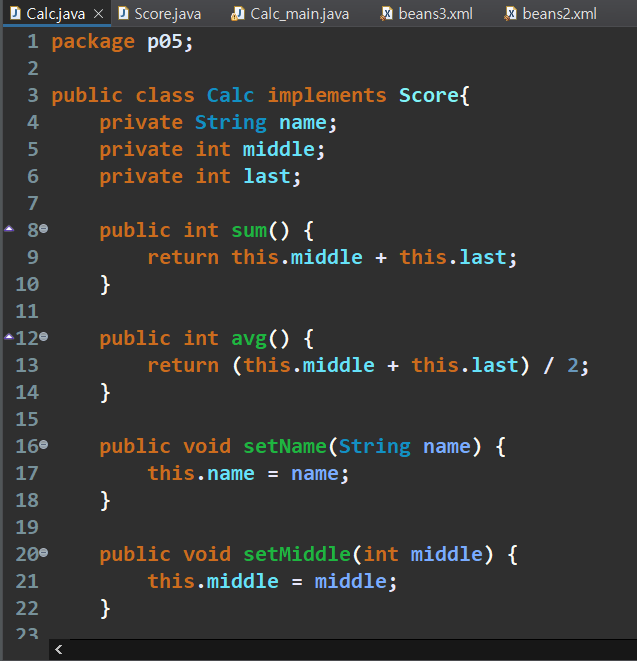 Calc.java Score.java Calc_main.java beans3.xml beans2.xml
1 package p05;
2
3 public class Calc implements Score{
4     private String name;
5     private int middle;
6     private int last;
7
8     public int sum() {
9         return this.middle + this.last;
10     }
11
12     public int avg() {
13         return (this.middle + this.last) / 2;
14     }
15
16     public void setName(String name) {
17         this.name = name;
18     }
19
20     public void setMiddle(int middle) {
21         this.middle = middle;
22     }
23